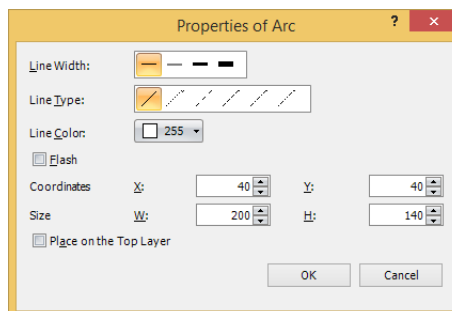 Properties of Arc
?
Line Width:
Line Type:
Line Color: 255
Flash
Coordinates X: 40 Y: 40
Size W: 200 H: 140
Place on the Top Layer
OK Cancel